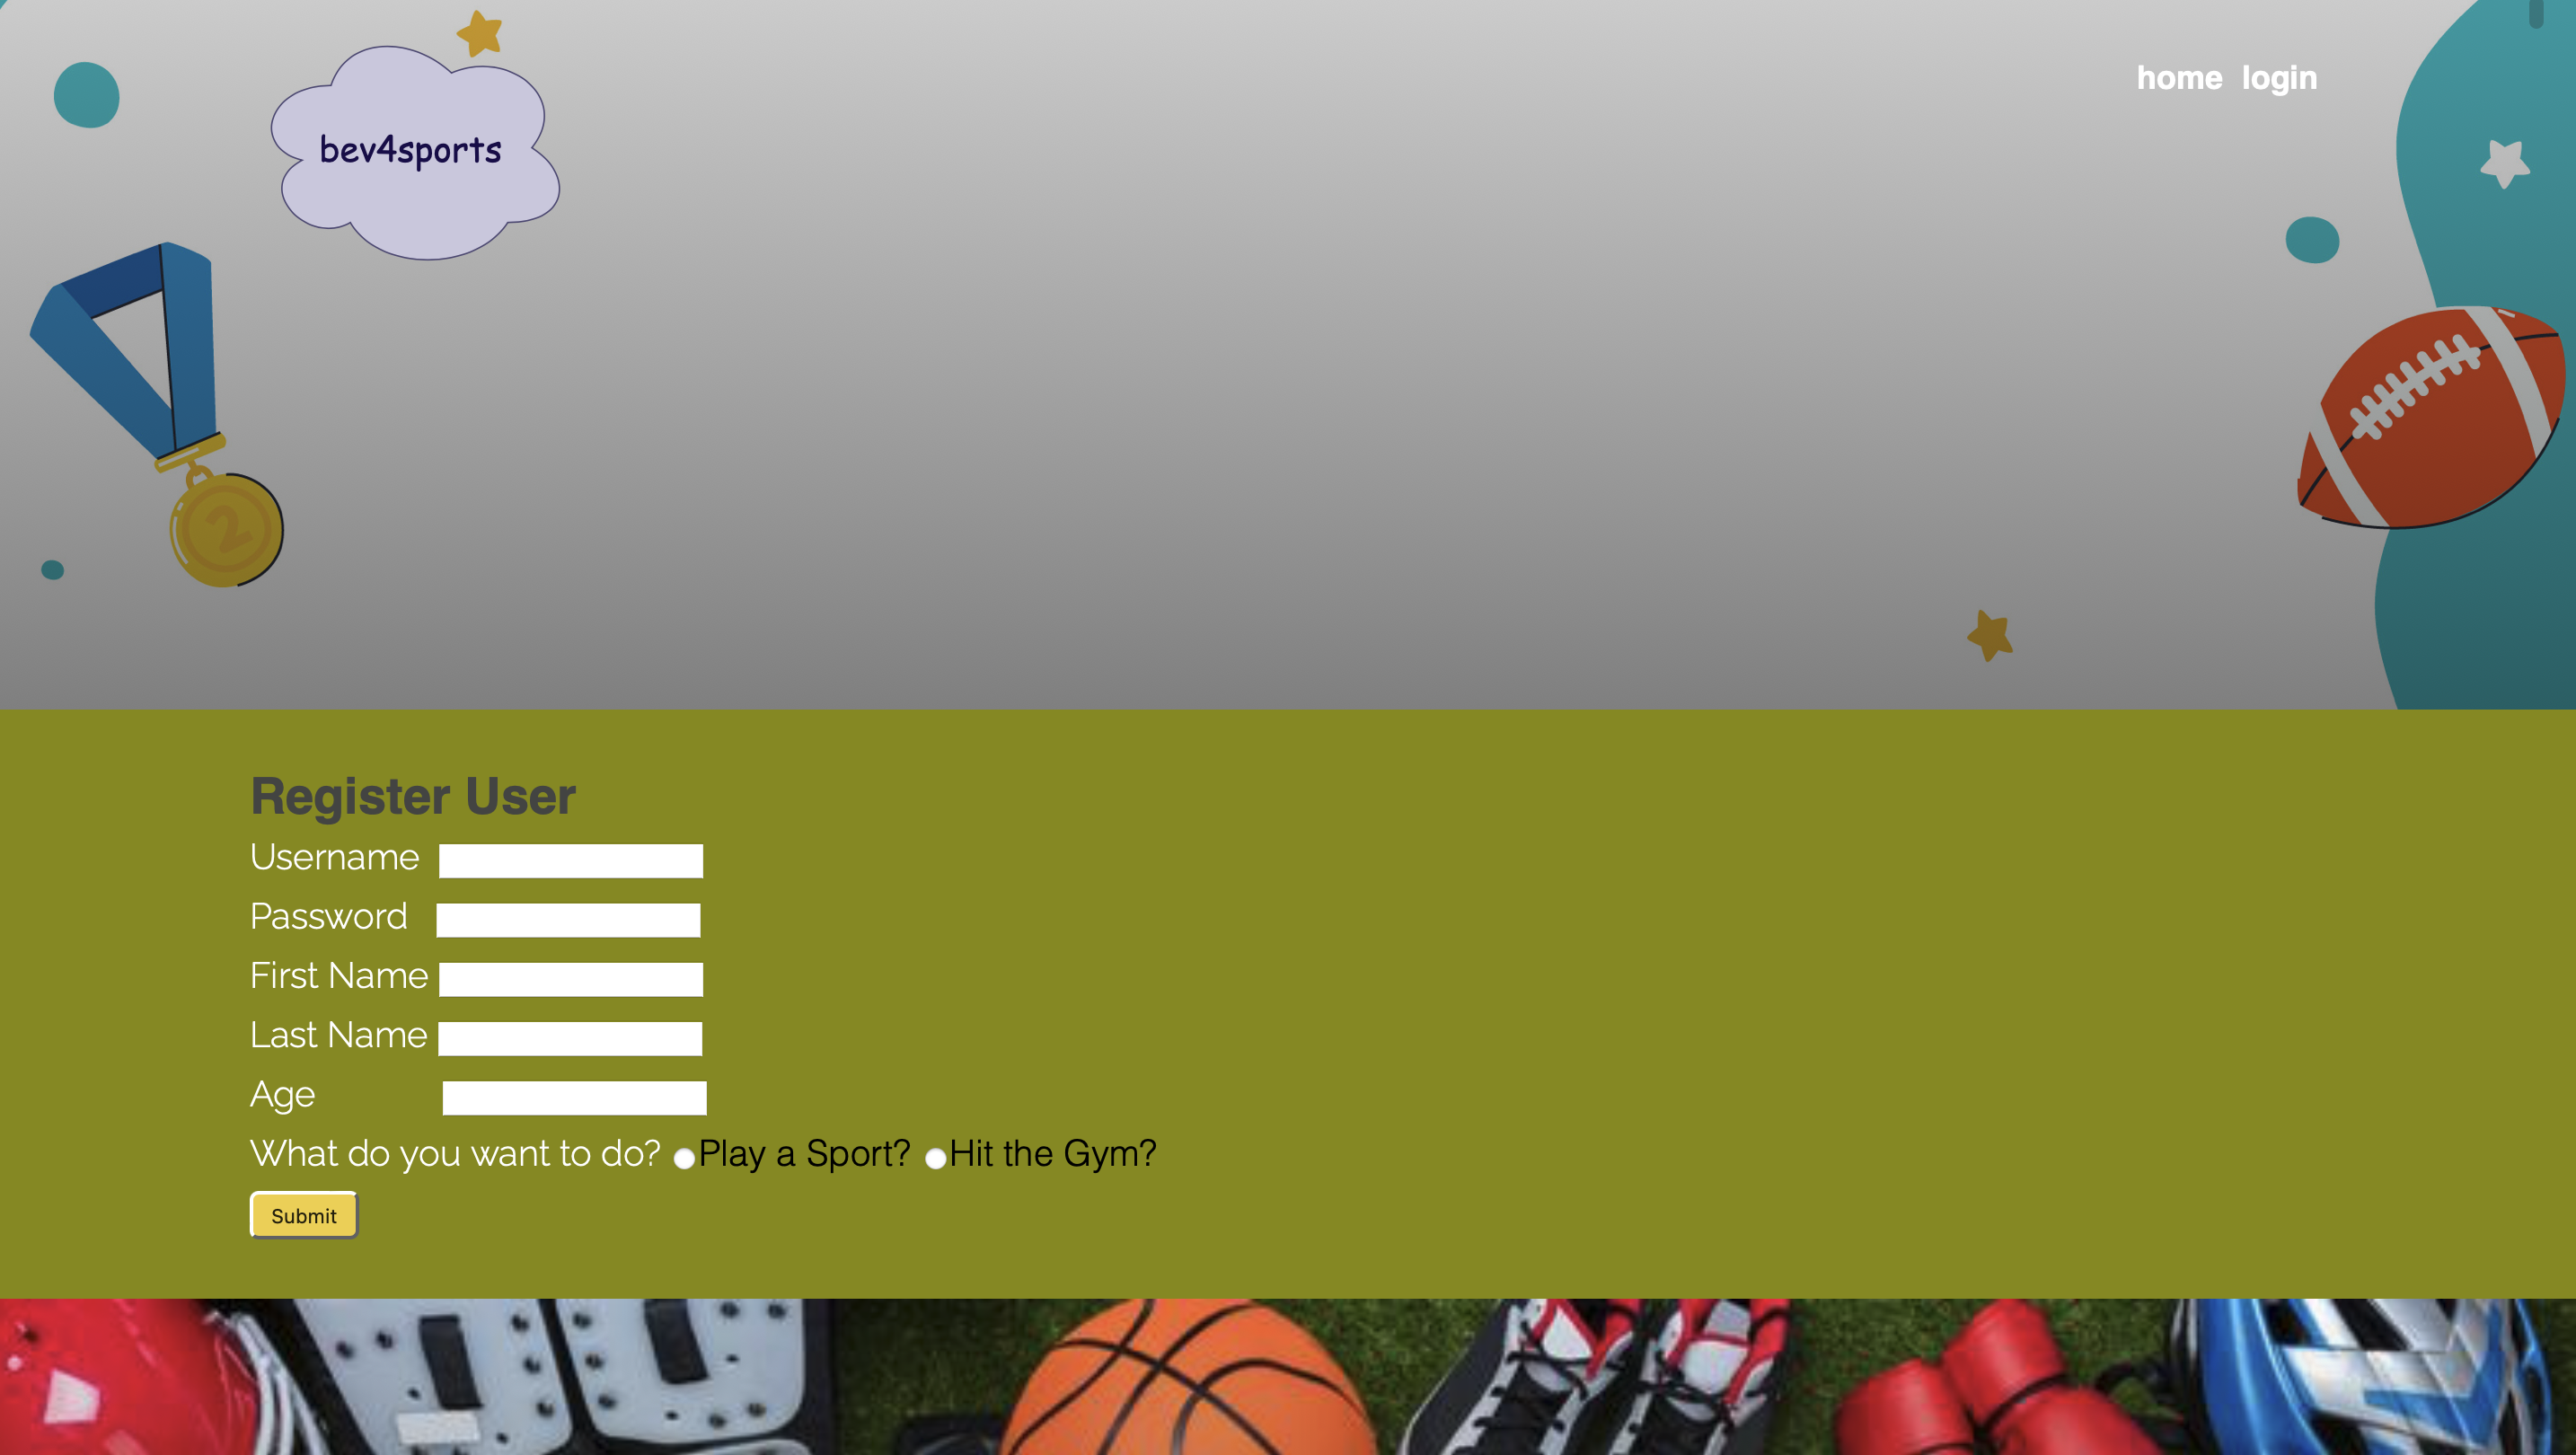 home login
bev4sports
2
Register User
Username
Password
First Name
Last Name
Age
What do you want to do? Play a Sport? Hit the Gym?
Submit